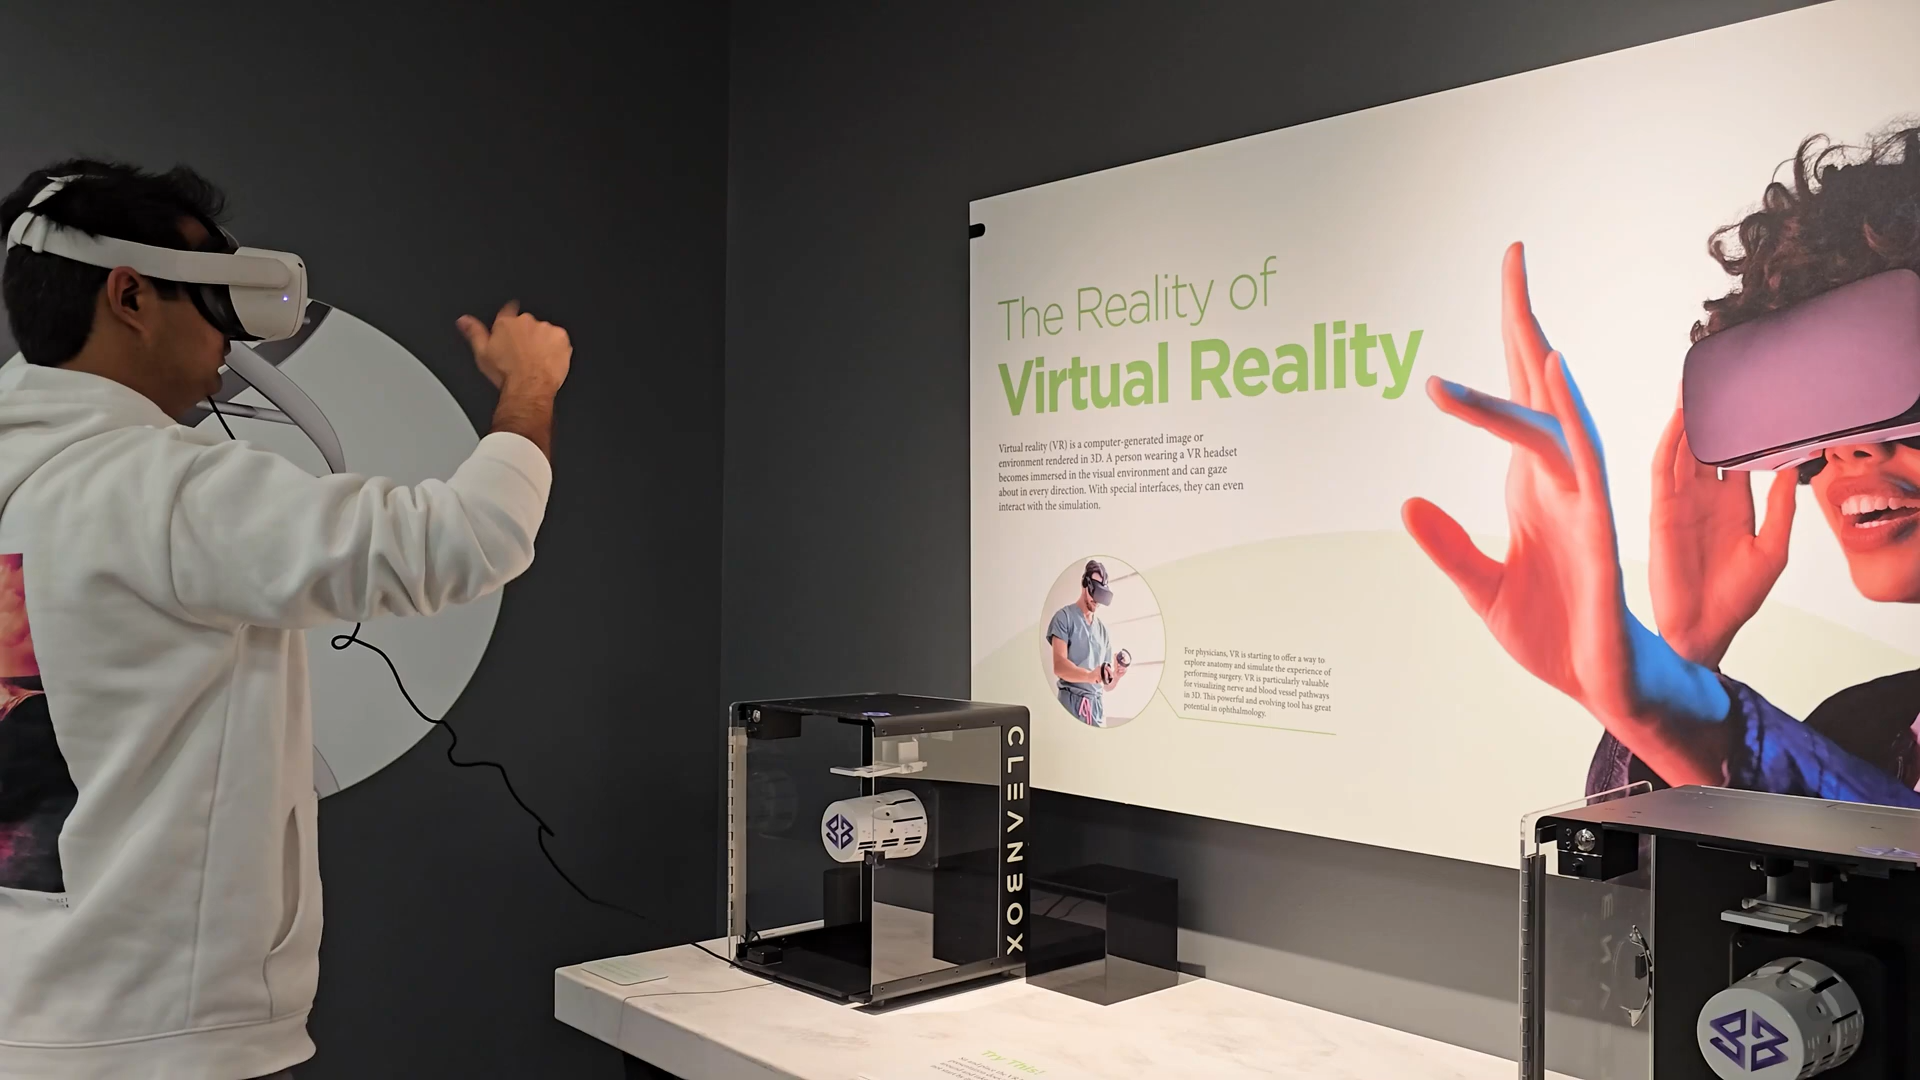 The Reality of
Virtual Reality
Virtual reality (VR) is a computer-generated image or
environment rendered in 3D. A person wearing a VR headset
becomes immersed in the visual environment and can gaze
about in every direction. With special interfaces, they can even
interact with the simulation.
For physicians, VR is starting to offer a way to
explore anatomy and simulate the experience of
performing surgery. VR is particularly valuable
for visualizing nerve and blood vessel pathways
in 3D. This powerful and evolving tool has great
potential in ophthalmology.
CLEANBOX
Try This!